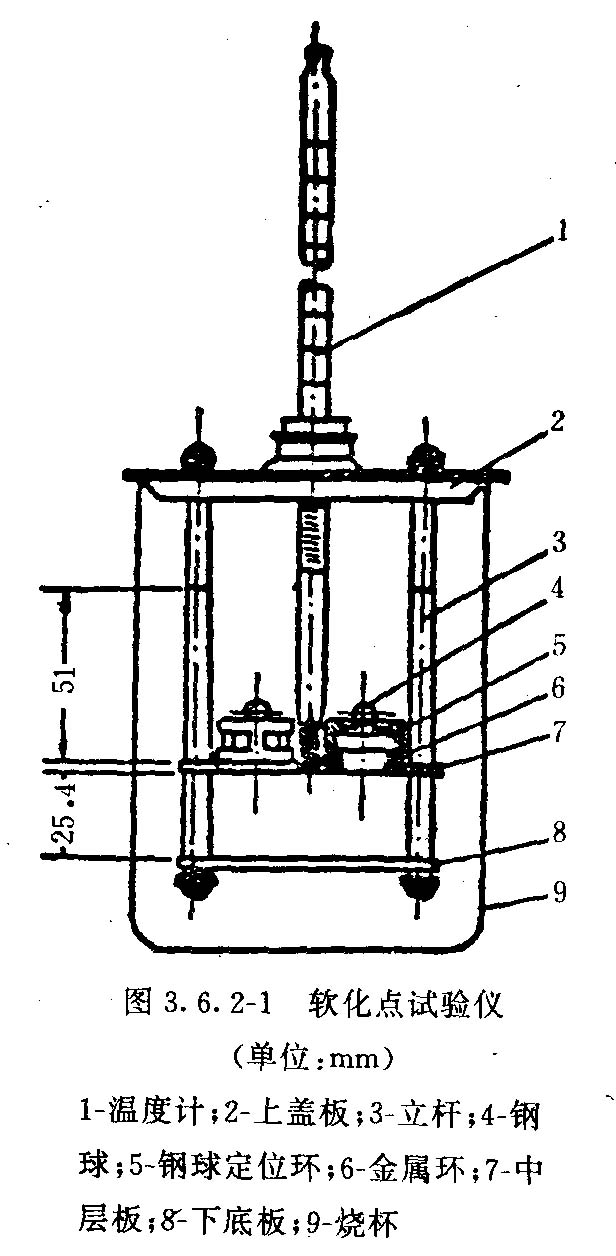 1
2
3
4
5
6
7
8
9
51
25.4
图 3.6.2-1 软化点试验仪
(单位:mm)
1-温度计;2-上盖板;3-立杆;4-钢
球;5-钢球定位环;6-金属环;7-中
层板;8-下底板;9-烧杯